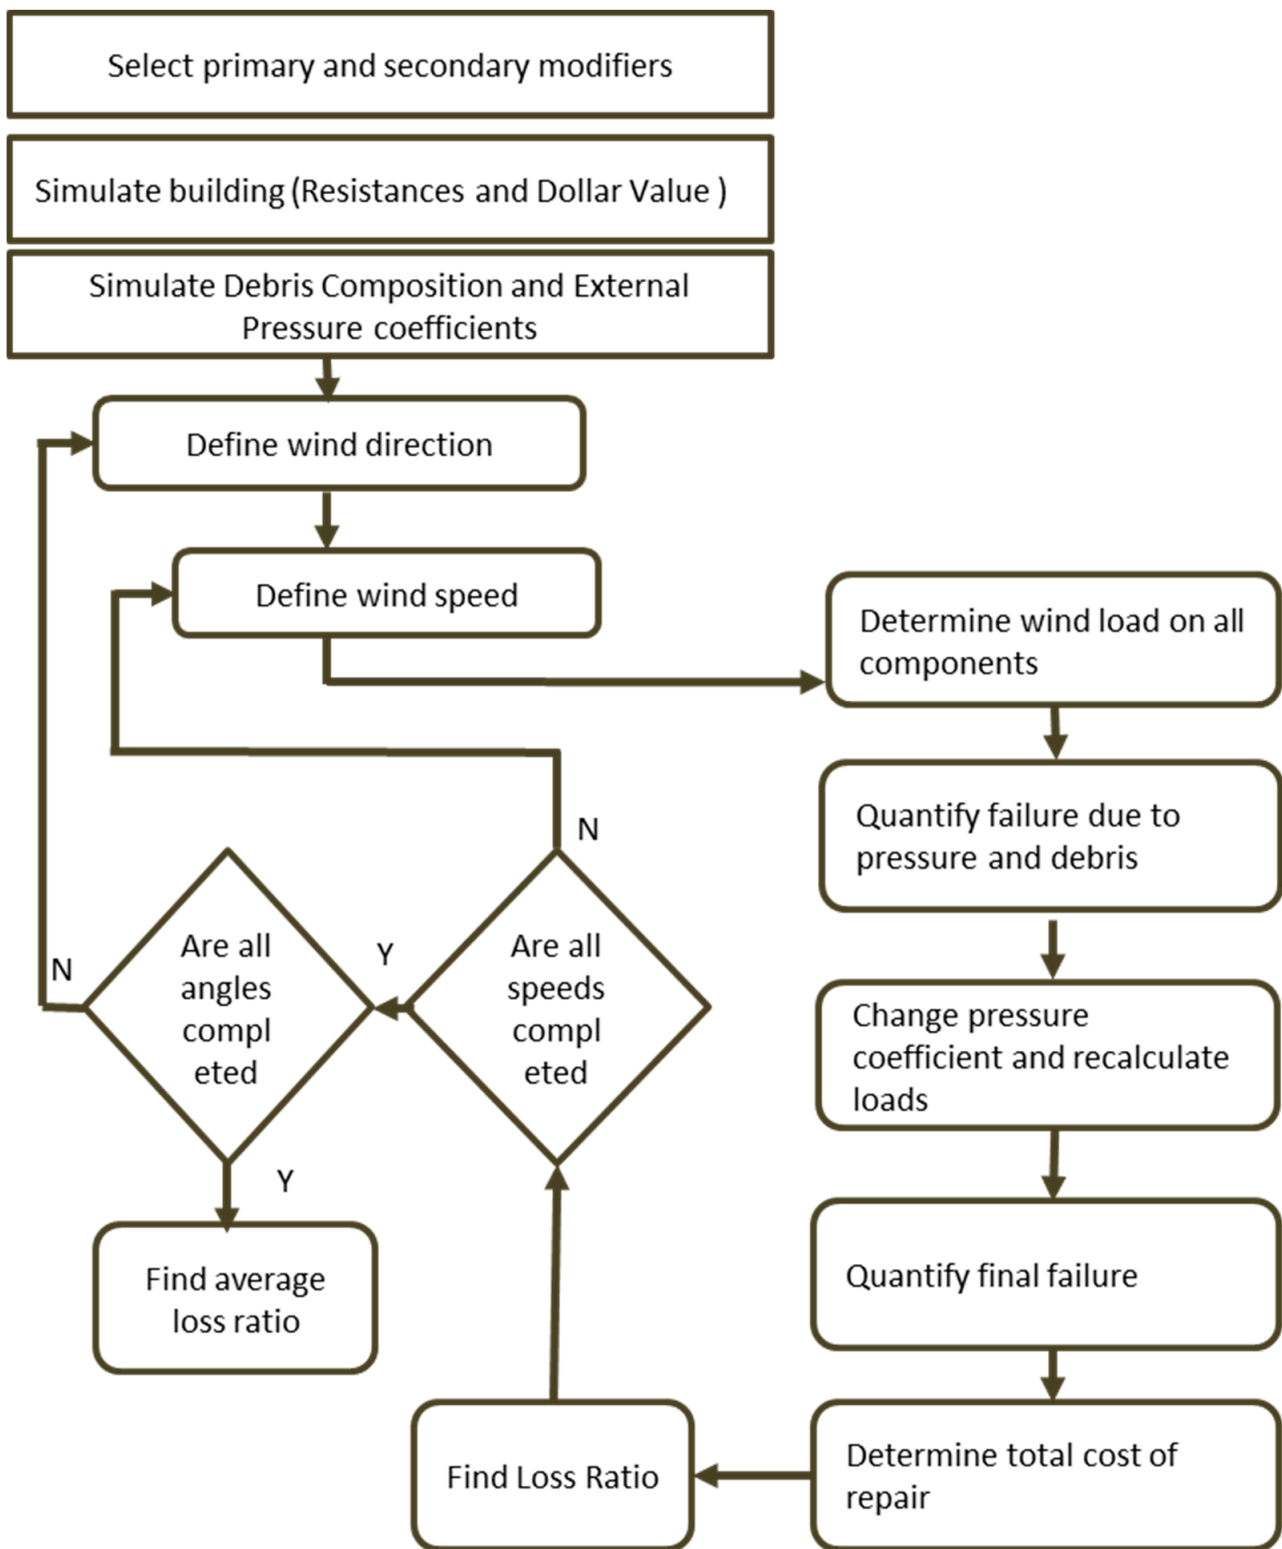 Select primary and secondary modifiers
Simulate building (Resistances and Dollar Value )
Simulate Debris Composition and External
Pressure coefficients
Define wind direction
Define wind speed
Determine wind load on all
components
Quantify failure due to
pressure and debris
Change pressure
coefficient and recalculate
loads
Quantify final failure
Determine total cost of
repair
Find Loss Ratio
N
Are all
speeds
compl
eted
Y
Are all
angles
compl
eted
N
Y
Find average
loss ratio